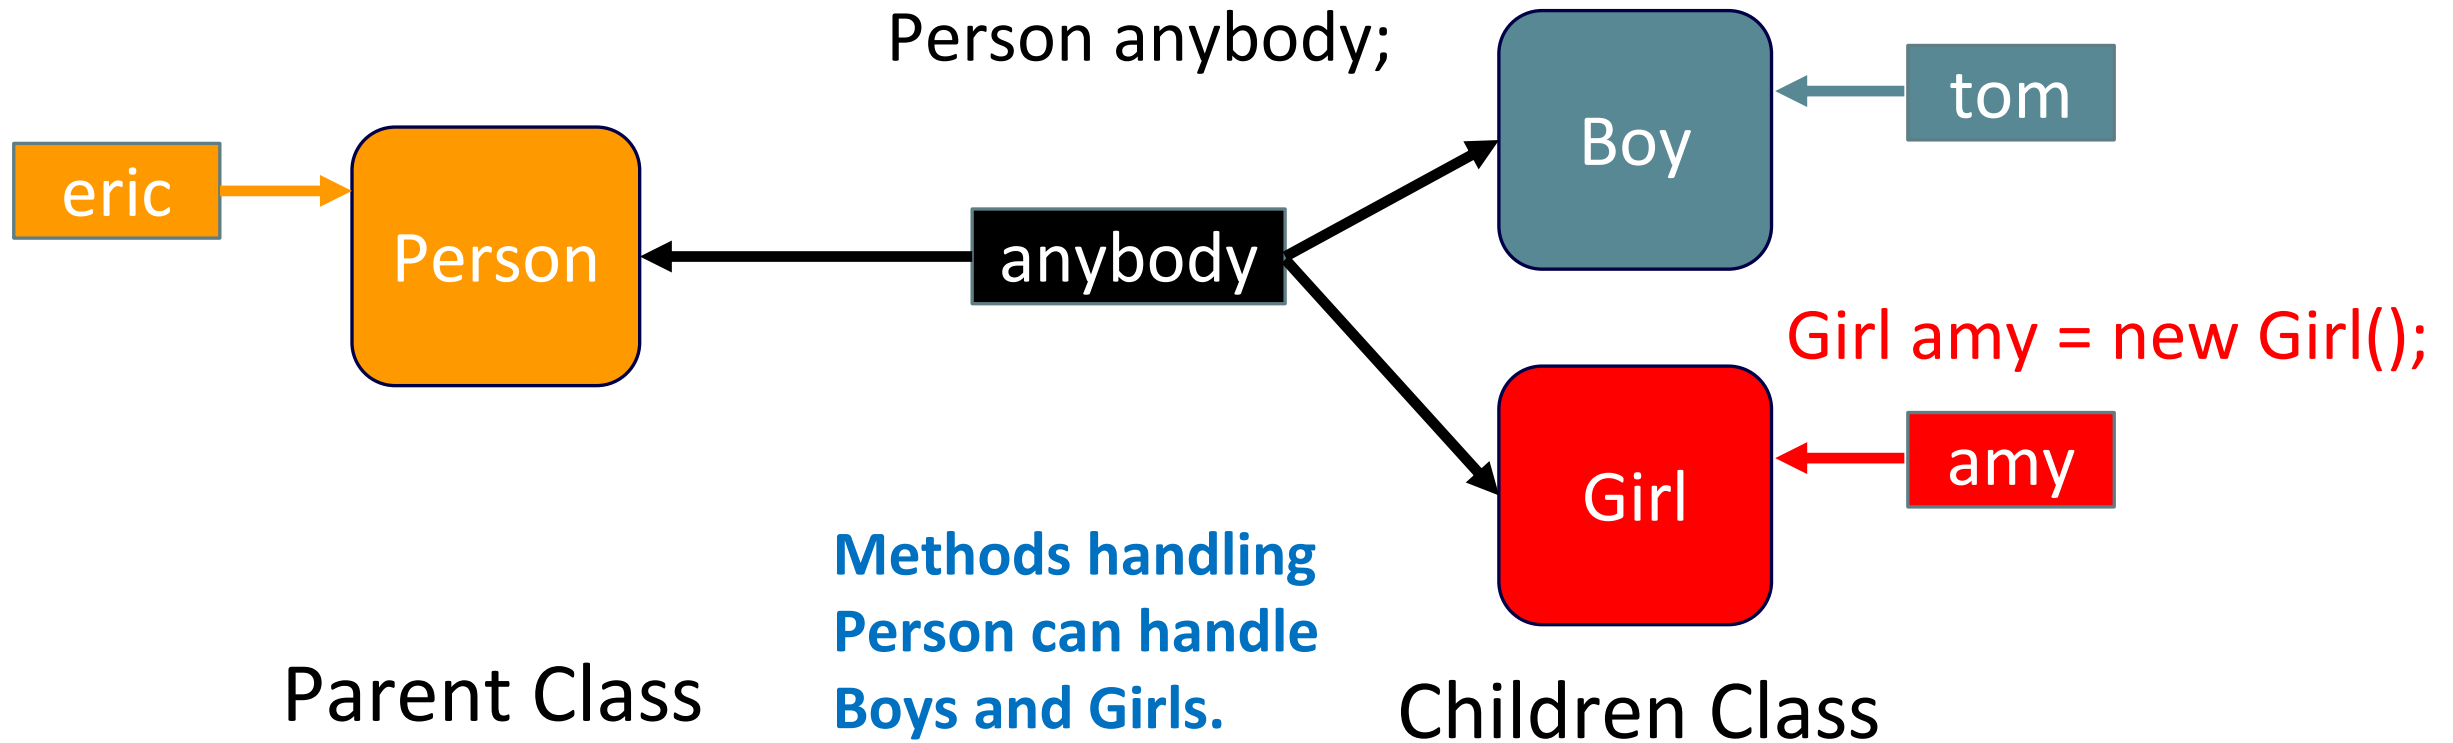 Person anybody;
eric
Person
anybody
Boy
tom
Girl amy = new Girl();
Girl
amy
Methods handling
Person can handle
Boys and Girls.
Parent Class
Children Class